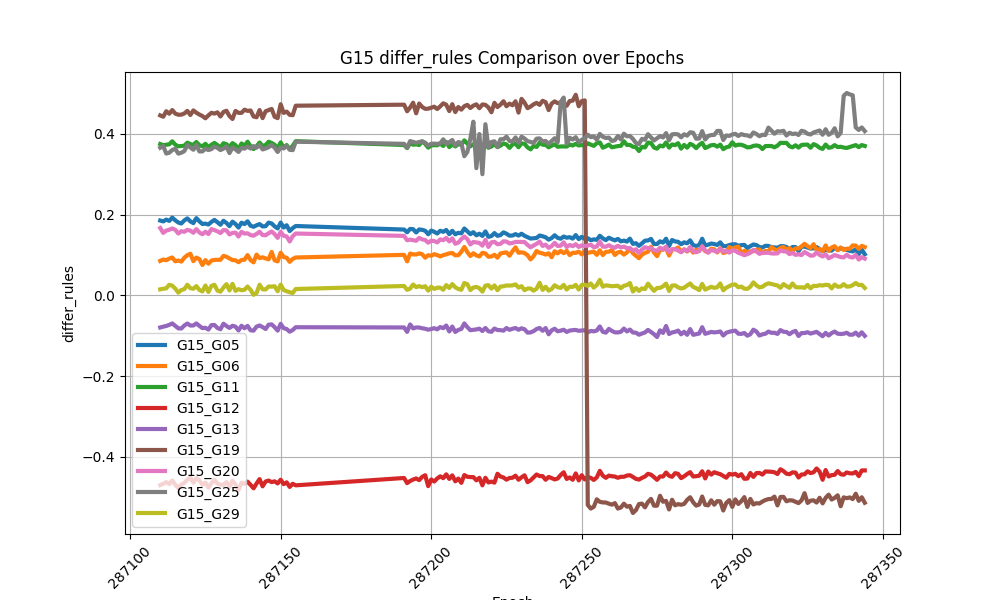 G15 differ_rules Comparison over Epochs
differ_rules
0.4
0.2
0.0
−0.2
−0.4
G15_G05
G15_G06
G15_G11
G15_G12
G15_G13
G15_G19
G15_G20
G15_G25
G15_G29
287100
287150
287200
287250
287300
287350
Epoch